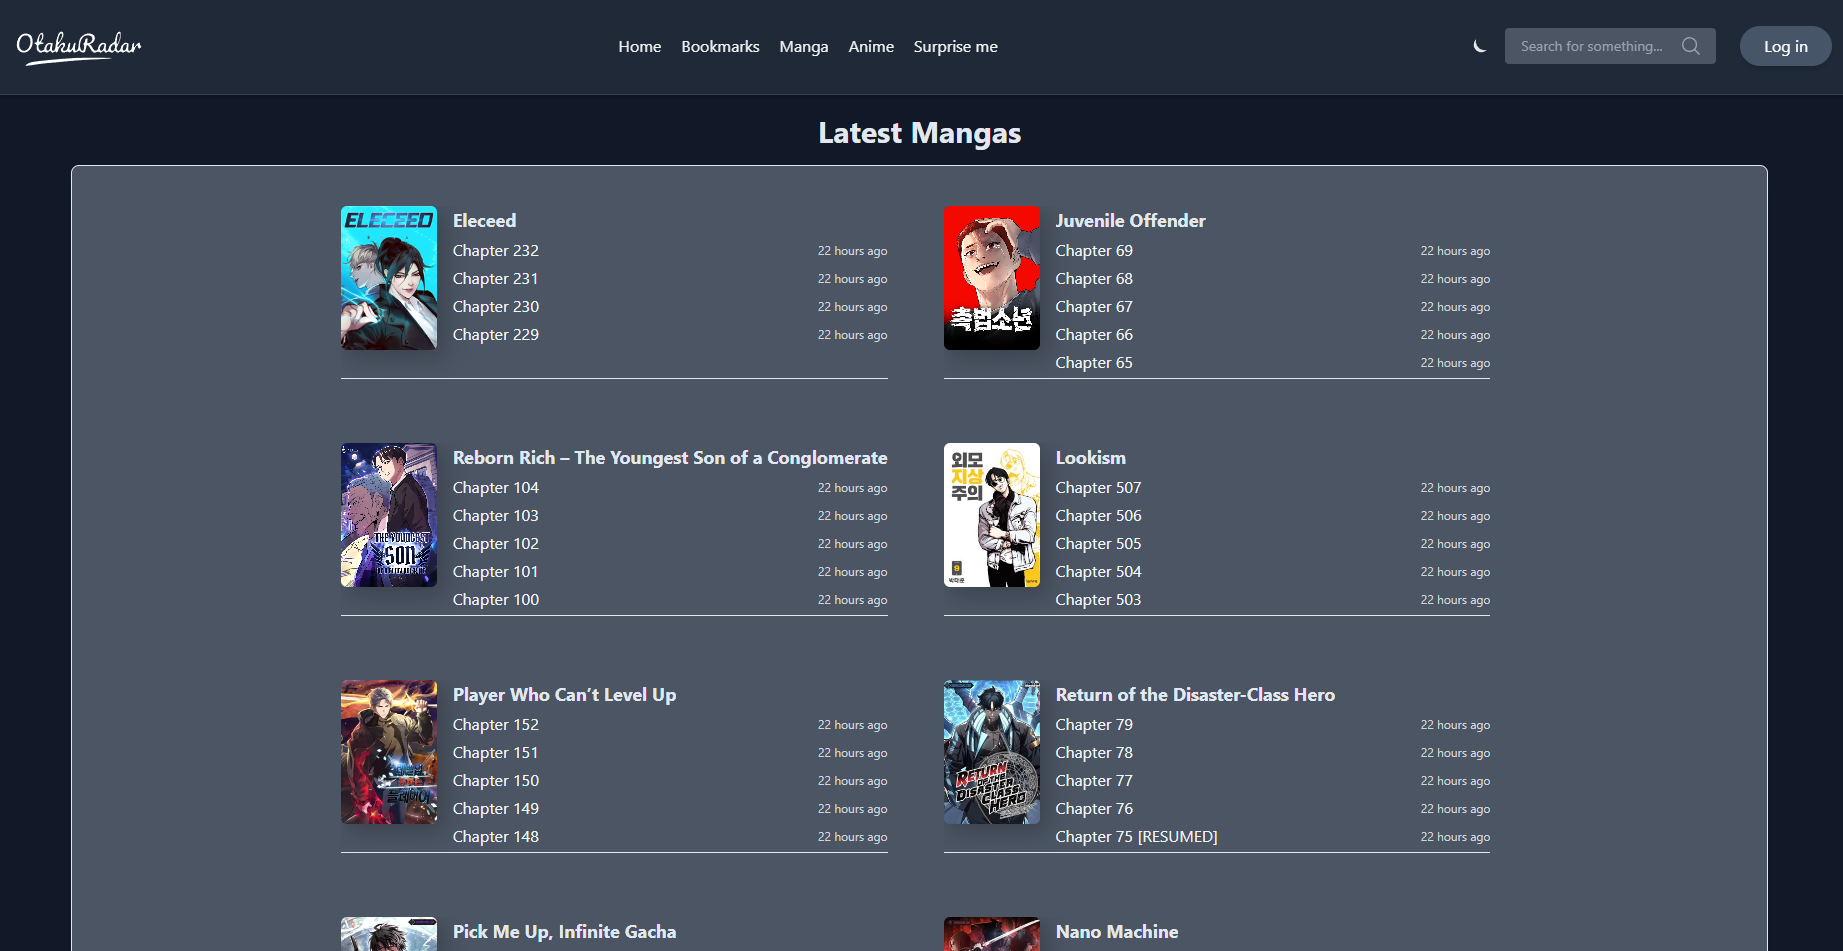 OtakuRadar
Home Bookmarks Manga Anime Surprise me
Search for something...
Log in
Latest Mangas
ELECEED
Eleceed
Chapter 232 22 hours ago
Chapter 231 22 hours ago
Chapter 230 22 hours ago
Chapter 229 22 hours ago
촉법소년
Juvenile Offender
Chapter 69 22 hours ago
Chapter 68 22 hours ago
Chapter 67 22 hours ago
Chapter 66 22 hours ago
Chapter 65 22 hours ago
THE YOUNGEST
SON
Reborn Rich – The Youngest Son of a Conglomerate
Chapter 104 22 hours ago
Chapter 103 22 hours ago
Chapter 102 22 hours ago
Chapter 101 22 hours ago
Chapter 100 22 hours ago
외모
지상
주의
9
박태준
Lookism
Chapter 507 22 hours ago
Chapter 506 22 hours ago
Chapter 505 22 hours ago
Chapter 504 22 hours ago
Chapter 503 22 hours ago
플레이어
Player Who Can’t Level Up
Chapter 152 22 hours ago
Chapter 151 22 hours ago
Chapter 150 22 hours ago
Chapter 149 22 hours ago
Chapter 148 22 hours ago
RETURN
OF THE
DISASTER
CLASS
HERO
Return of the Disaster-Class Hero
Chapter 79 22 hours ago
Chapter 78 22 hours ago
Chapter 77 22 hours ago
Chapter 76 22 hours ago
Chapter 75 [RESUMED] 22 hours ago
Pick Me Up, Infinite Gacha
Nano Machine